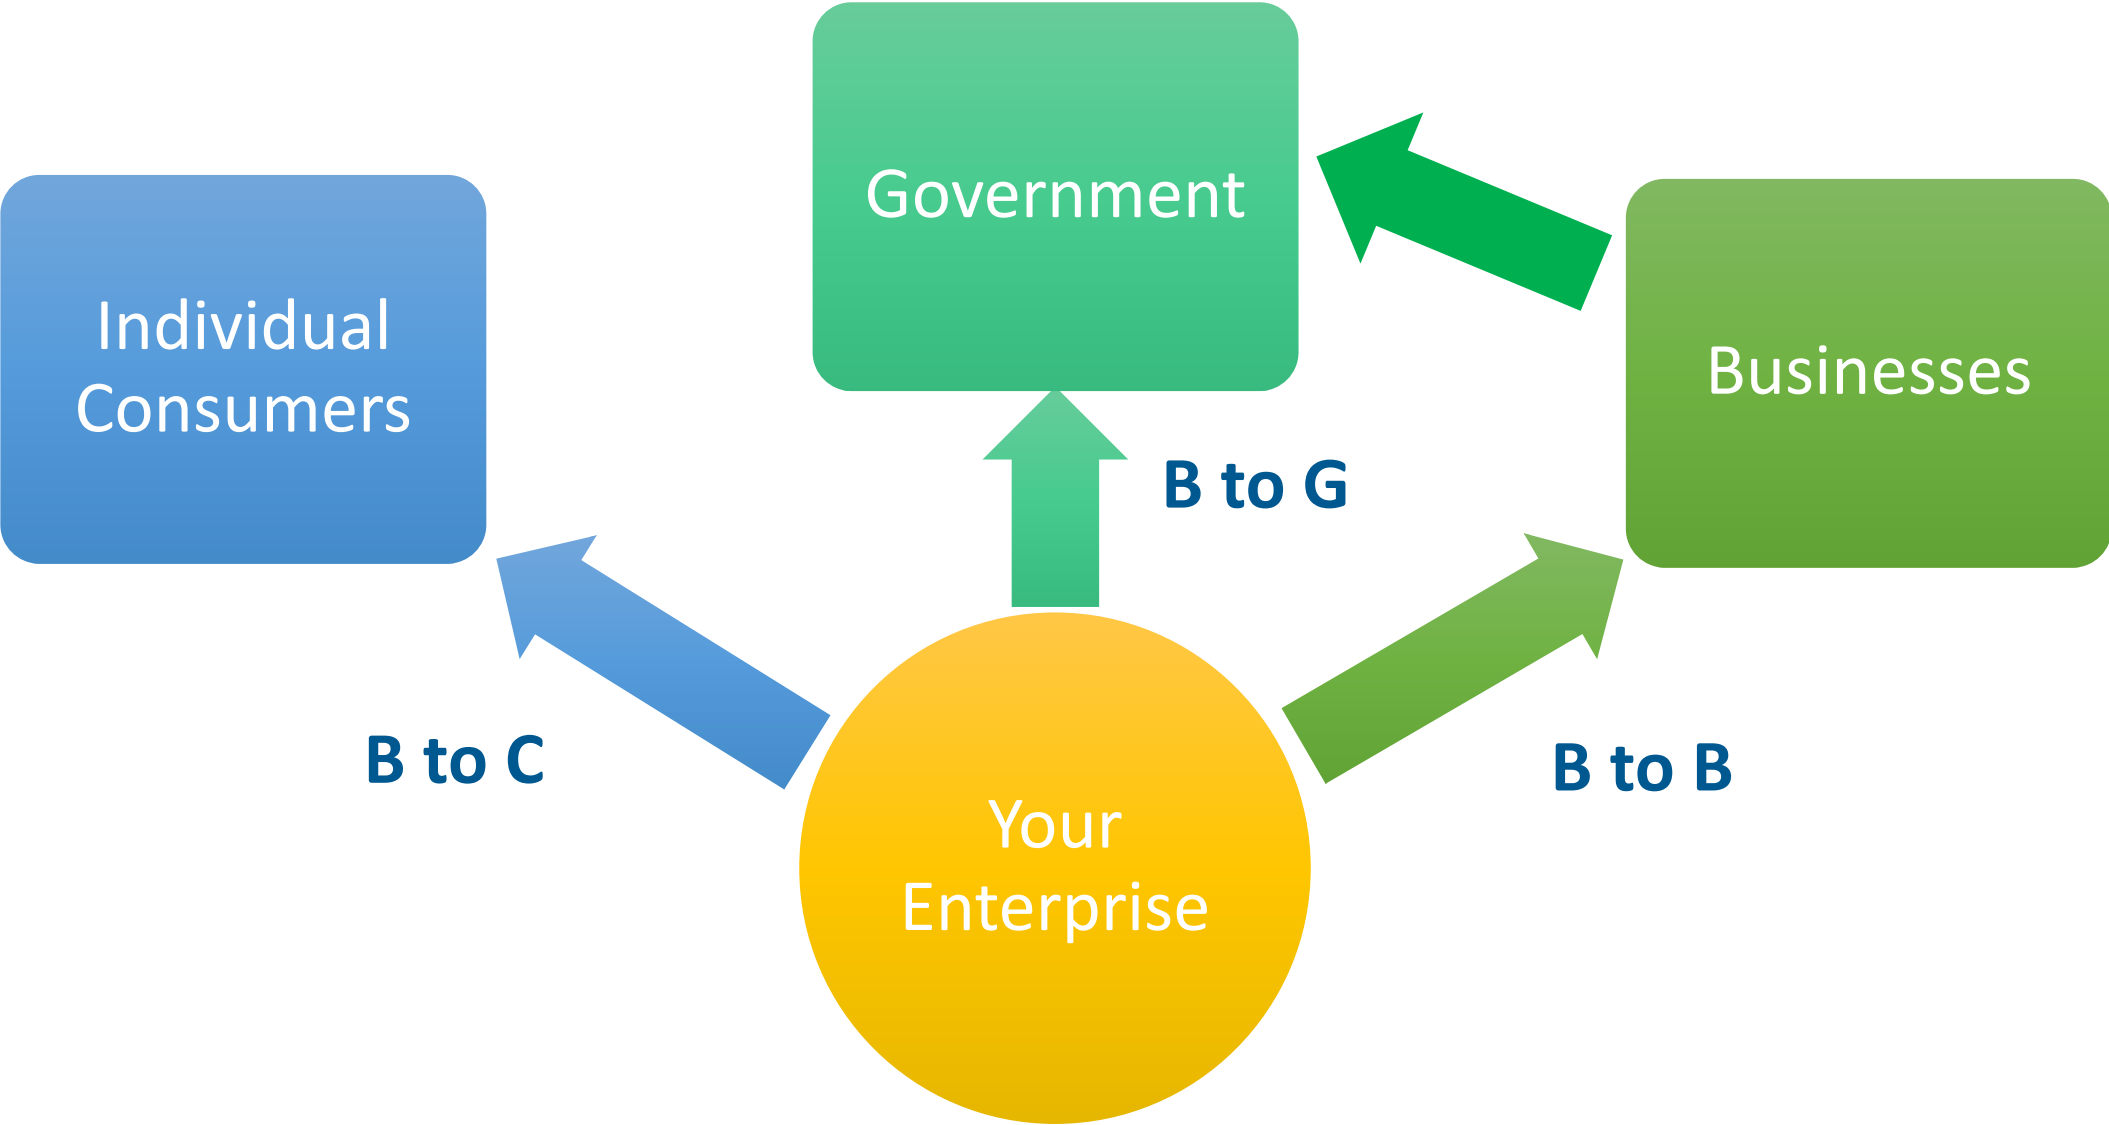 Government
Individual
Consumers
Businesses
B to G
B to C
B to B
Your
Enterprise